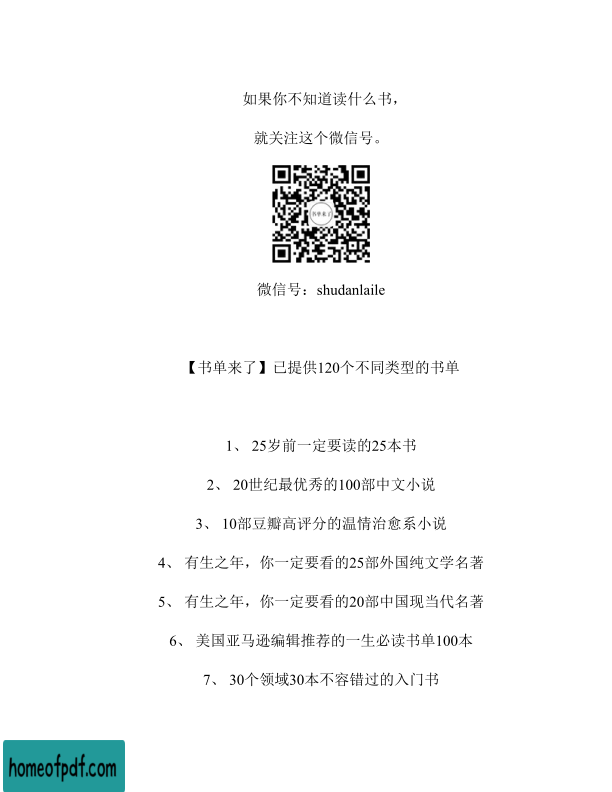 如果你不知道读什么书，
就关注这个微信号。
书单来了
微信号：shudanlaile
【书单来了】已提供120个不同类型的书单
1、 25岁前一定要读的25本书
2、 20世纪最优秀的100部中文小说
3、 10部豆瓣高评分的温情治愈系小说
4、 有生之年，你一定要看的25部外国纯文学名著
5、 有生之年，你一定要看的20部中国现当代名著
6、 美国亚马逊编辑推荐的一生必读书单100本
7、 30个领域30本不容错过的入门书
homeofpdf.com